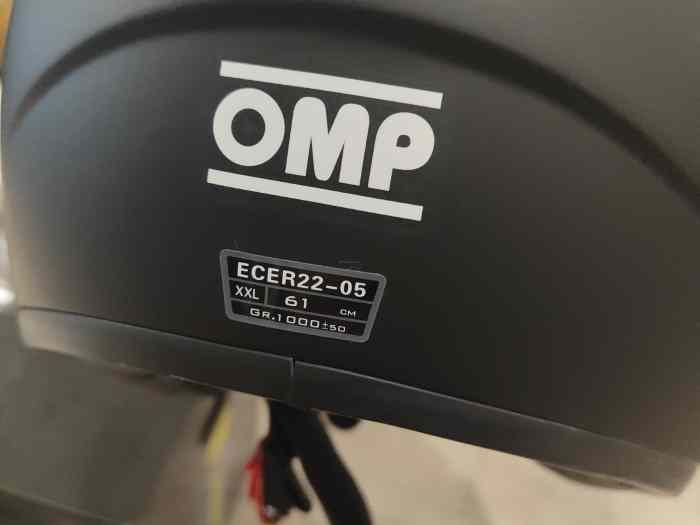 OMP
ECER22-05
XXL 61 CM
GR.1000±50